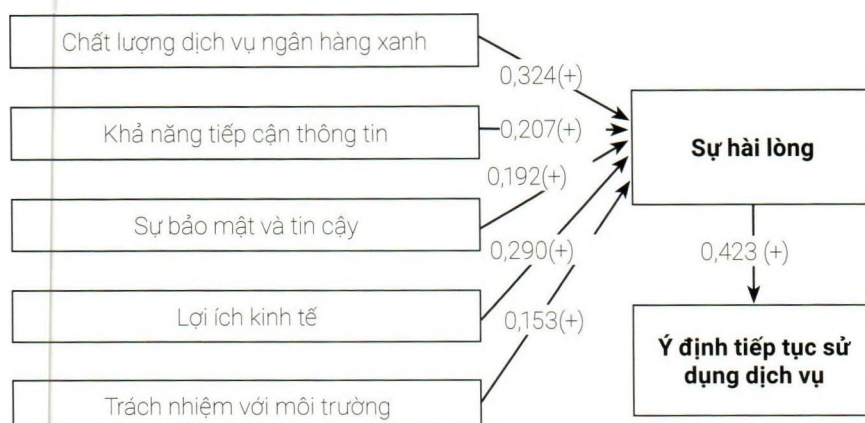 Chất lượng dịch vụ ngân hàng xanh
0,324(+)
Khả năng tiếp cận thông tin
0,207(+)
Sự hài lòng
0,192(+)
Sự bảo mật và tin cậy
0,290(+)
0,423 (+)
Lợi ích kinh tế
0,153(+)
Ý định tiếp tục sử
dụng dịch vụ
Trách nhiệm với môi trường